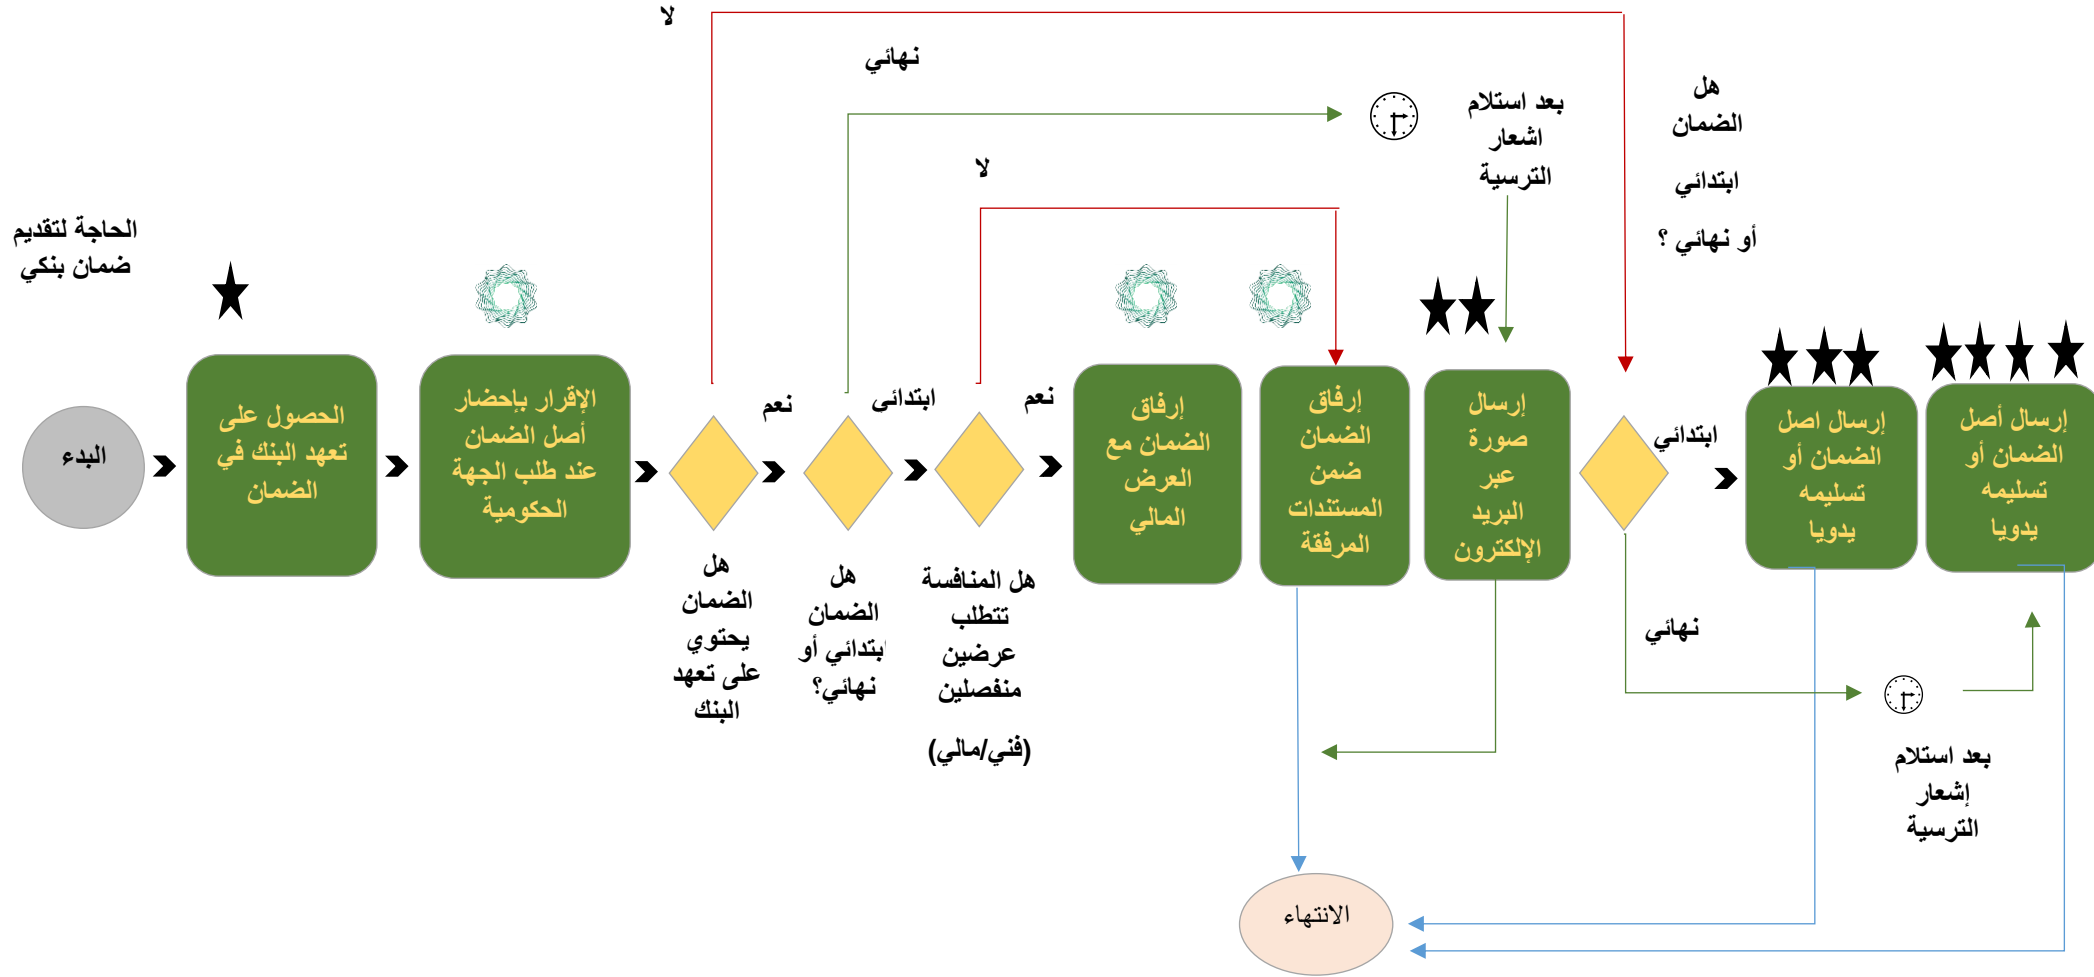 لا
نهائي
بعد استلام
اشعار
الترسية
هل
الضمان
ابتدائي
أو نهائي ؟
لا
الحاجة لتقديم
ضمان بنكي
البدء
الحصول على
تعهد البنك في
الضمان
الإقرار بإحضار
أصل الضمان
عند طلب الجهة
الحكومية
نعم
هل
الضمان
يحتوي
على تعهد
البنك
ابتدائى
هل
الضمان
ابتدائي أو
نهائي؟
نعم
هل المنافسة
تتطلب
عرضين
منفصلين
(فني/مالي)
إرفاق
الضمان مع
العرض
المالي
إرفاق
الضمان
ضمن
المستندات
المرفقة
إرسال
صورة
عبر
البريد
الإلكترون
ابتدائي
نهائي
إرسال اصل
الضمان أو
تسليمه
يدويا
إرسال أصل
الضمان أو
تسليمه
يدويا
بعد استلام
إشعار
الترسية
الانتهاء